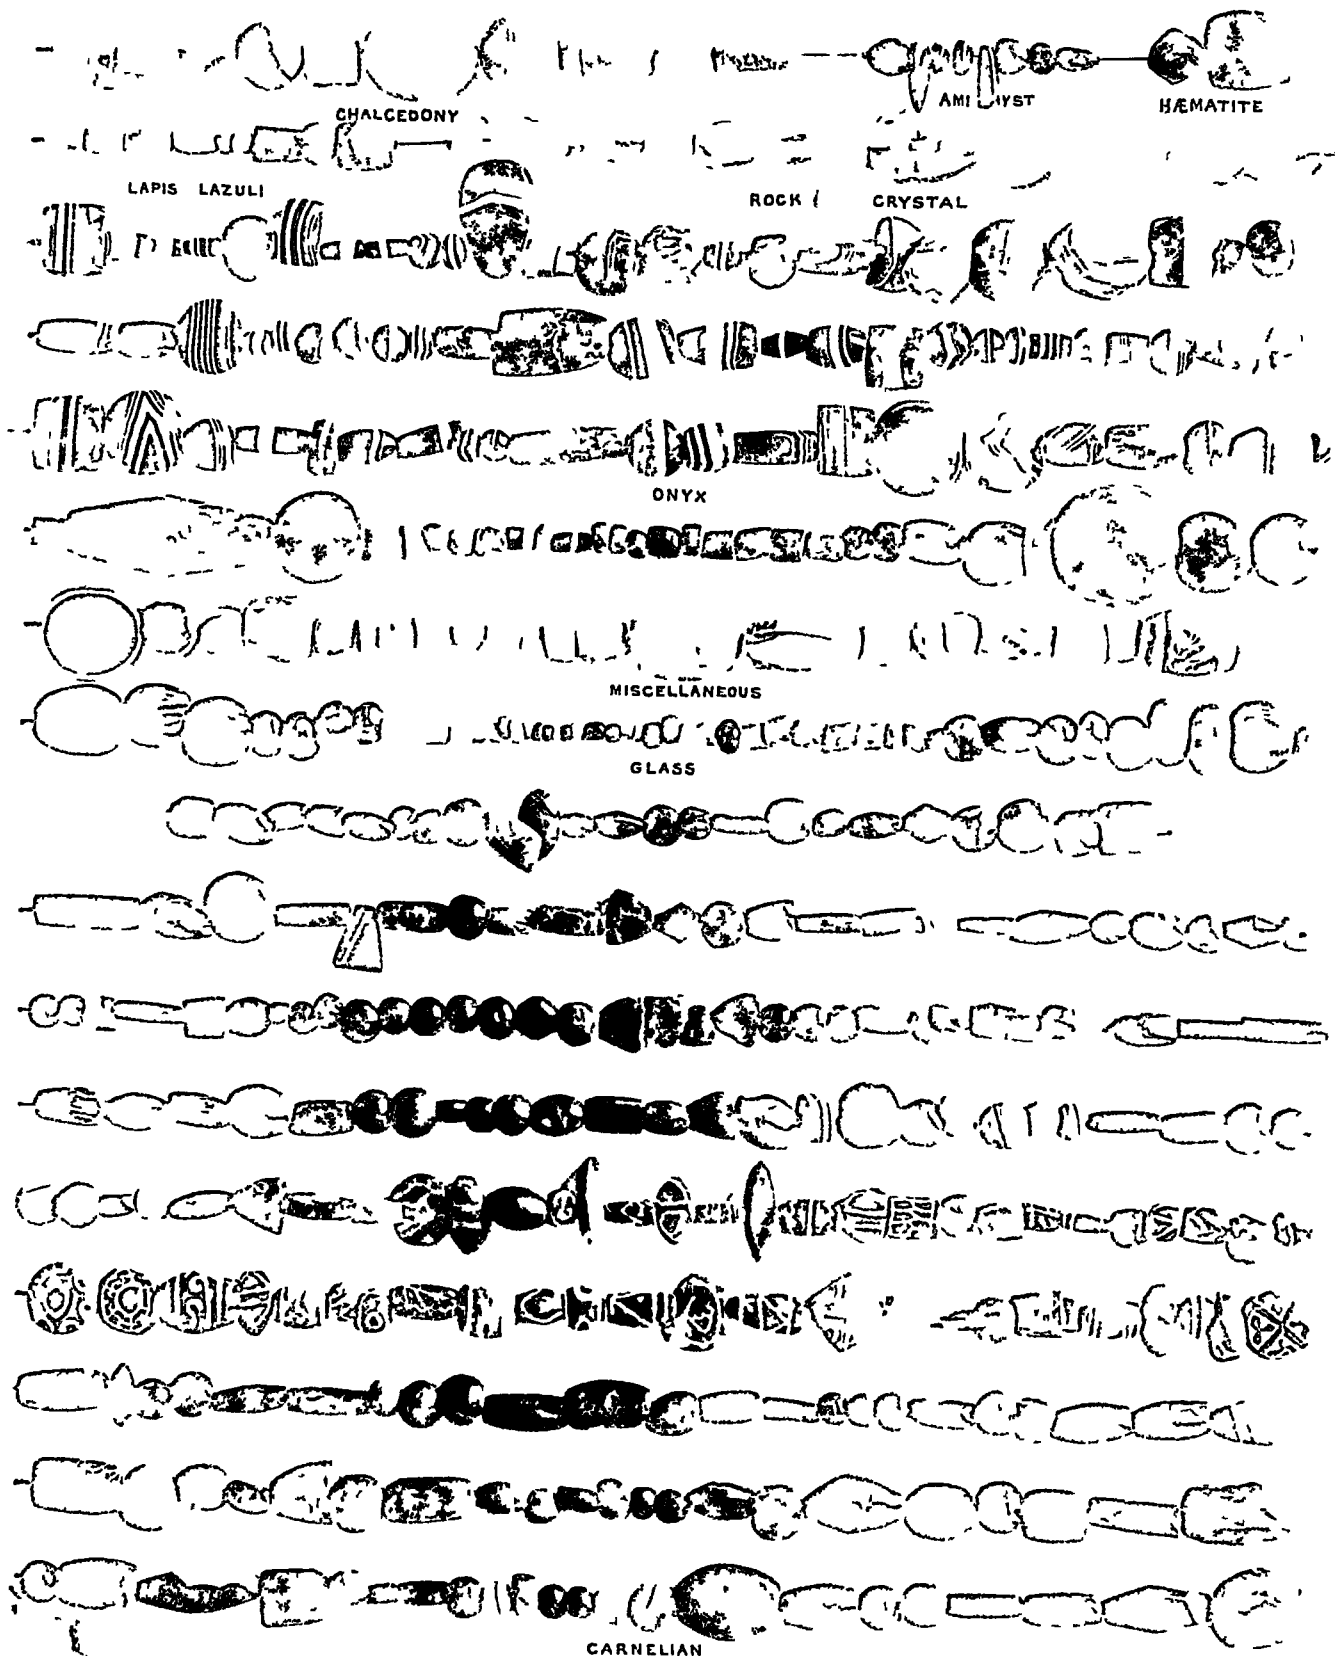 CHALCEDONY
HÆMATITE
LAPIS LAZULI
ROCK CRYSTAL
ONYX
MISCELLANEOUS
GLASS
CARNELIAN